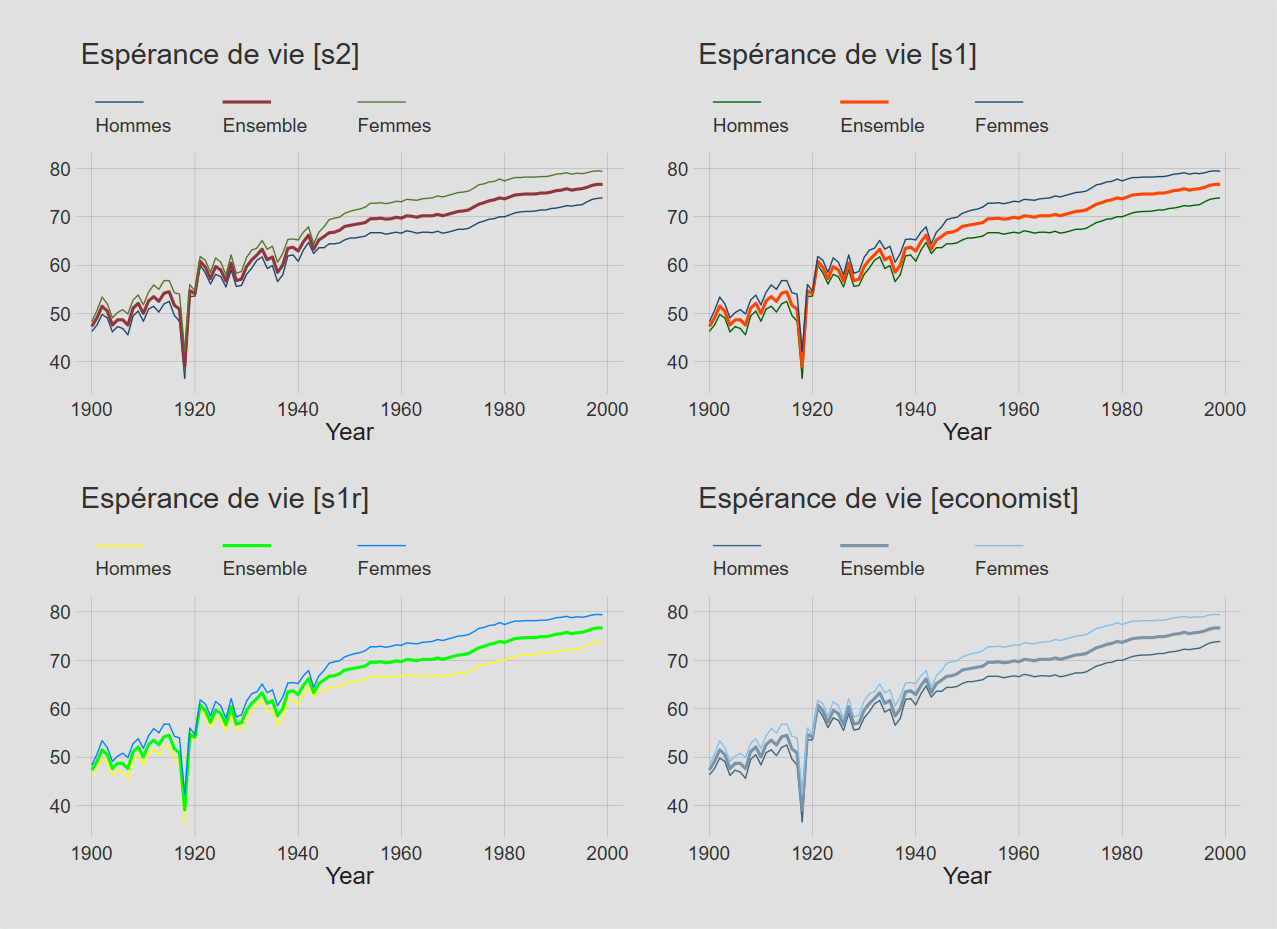 Espérance de vie [s2]
Hommes Ensemble Femmes
80
70
60
50
40
1900 1920 1940 1960 1980 2000
Year
Espérance de vie [s1]
Hommes Ensemble Femmes
80
70
60
50
40
1900 1920 1940 1960 1980 2000
Year
Espérance de vie [s1r]
Hommes Ensemble Femmes
80
70
60
50
40
1900 1920 1940 1960 1980 2000
Year
Espérance de vie [economist]
Hommes Ensemble Femmes
80
70
60
50
40
1900 1920 1940 1960 1980 2000
Year